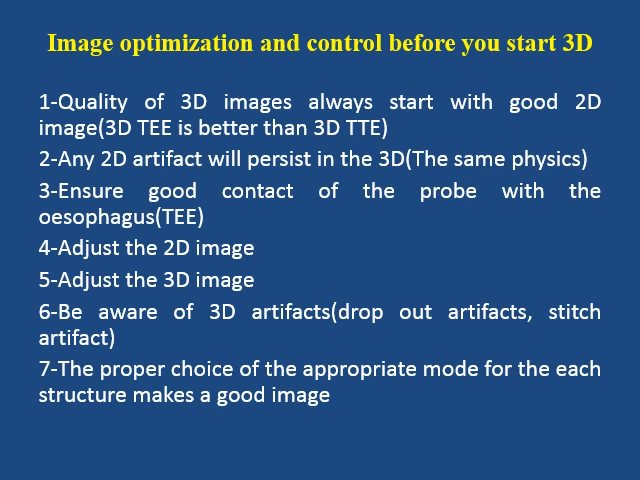 Image optimization and control before you start 3D
1-Quality of 3D images always start with good 2D
image(3D TEE is better than 3D TTE)
2-Any 2D artifact will persist in the 3D(The same physics)
3-Ensure good contact of the probe with the
oesophagus(TEE)
4-Adjust the 2D image
5-Adjust the 3D image
6-Be aware of 3D artifacts(drop out artifacts, stitch
artifact)
7-The proper choice of the appropriate mode for the each
structure makes a good image